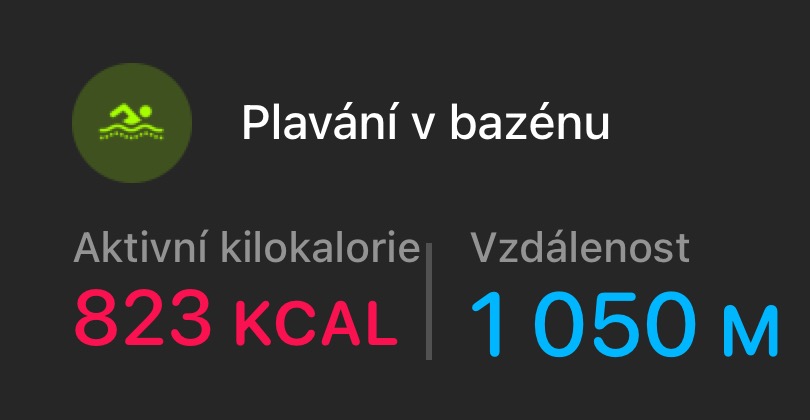 Plavání v bazénu
Aktivní kilokalorie
Vzdálenost
823 KCAL
1 050 M